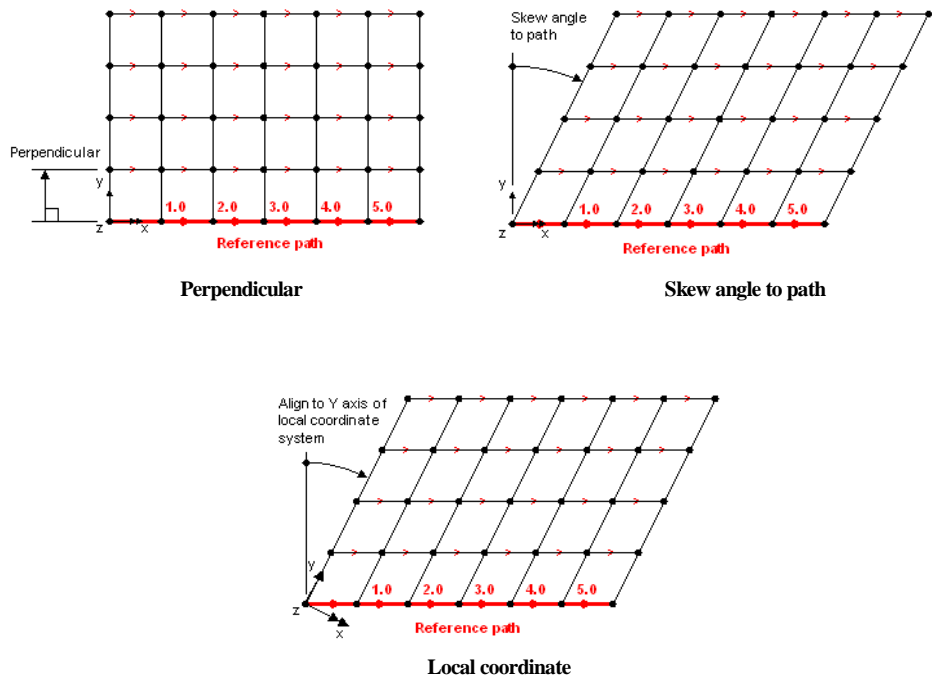 Perpendicular
y
z
x
1.0 2.0 3.0 4.0 5.0
Reference path
Perpendicular
Skew angle
to path
y
z
x
1.0 2.0 3.0 4.0 5.0
Reference path
Skew angle to path
Align to Y axis of
local coordinate
system
y
z
x
1.0 2.0 3.0 4.0 5.0
Reference path
Local coordinate